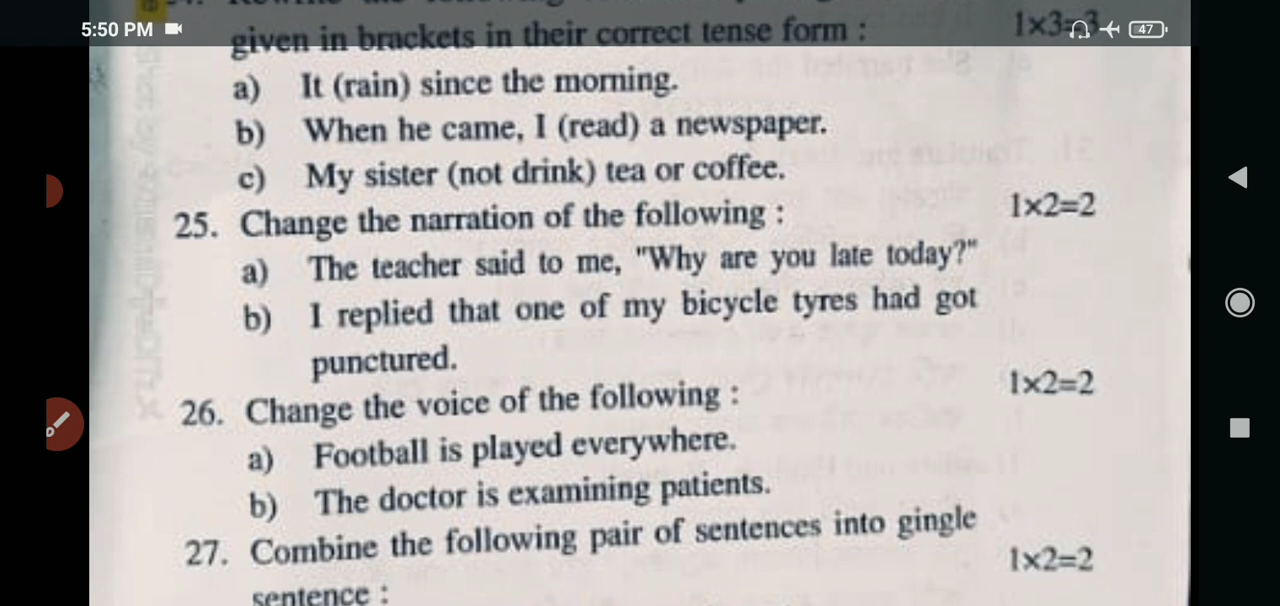 5:50 PM
47
given in brackets in their correct tense form : 1×3=3
a) It (rain) since the morning.
b) When he came, I (read) a newspaper.
c) My sister (not drink) tea or coffee.
25. Change the narration of the following : 1×2=2
a) The teacher said to me, "Why are you late today?"
b) I replied that one of my bicycle tyres had got
punctured.
26. Change the voice of the following : 1×2=2
a) Football is played everywhere.
b) The doctor is examining patients.
27. Combine the following pair of sentences into gingle
sentence : 1×2=2